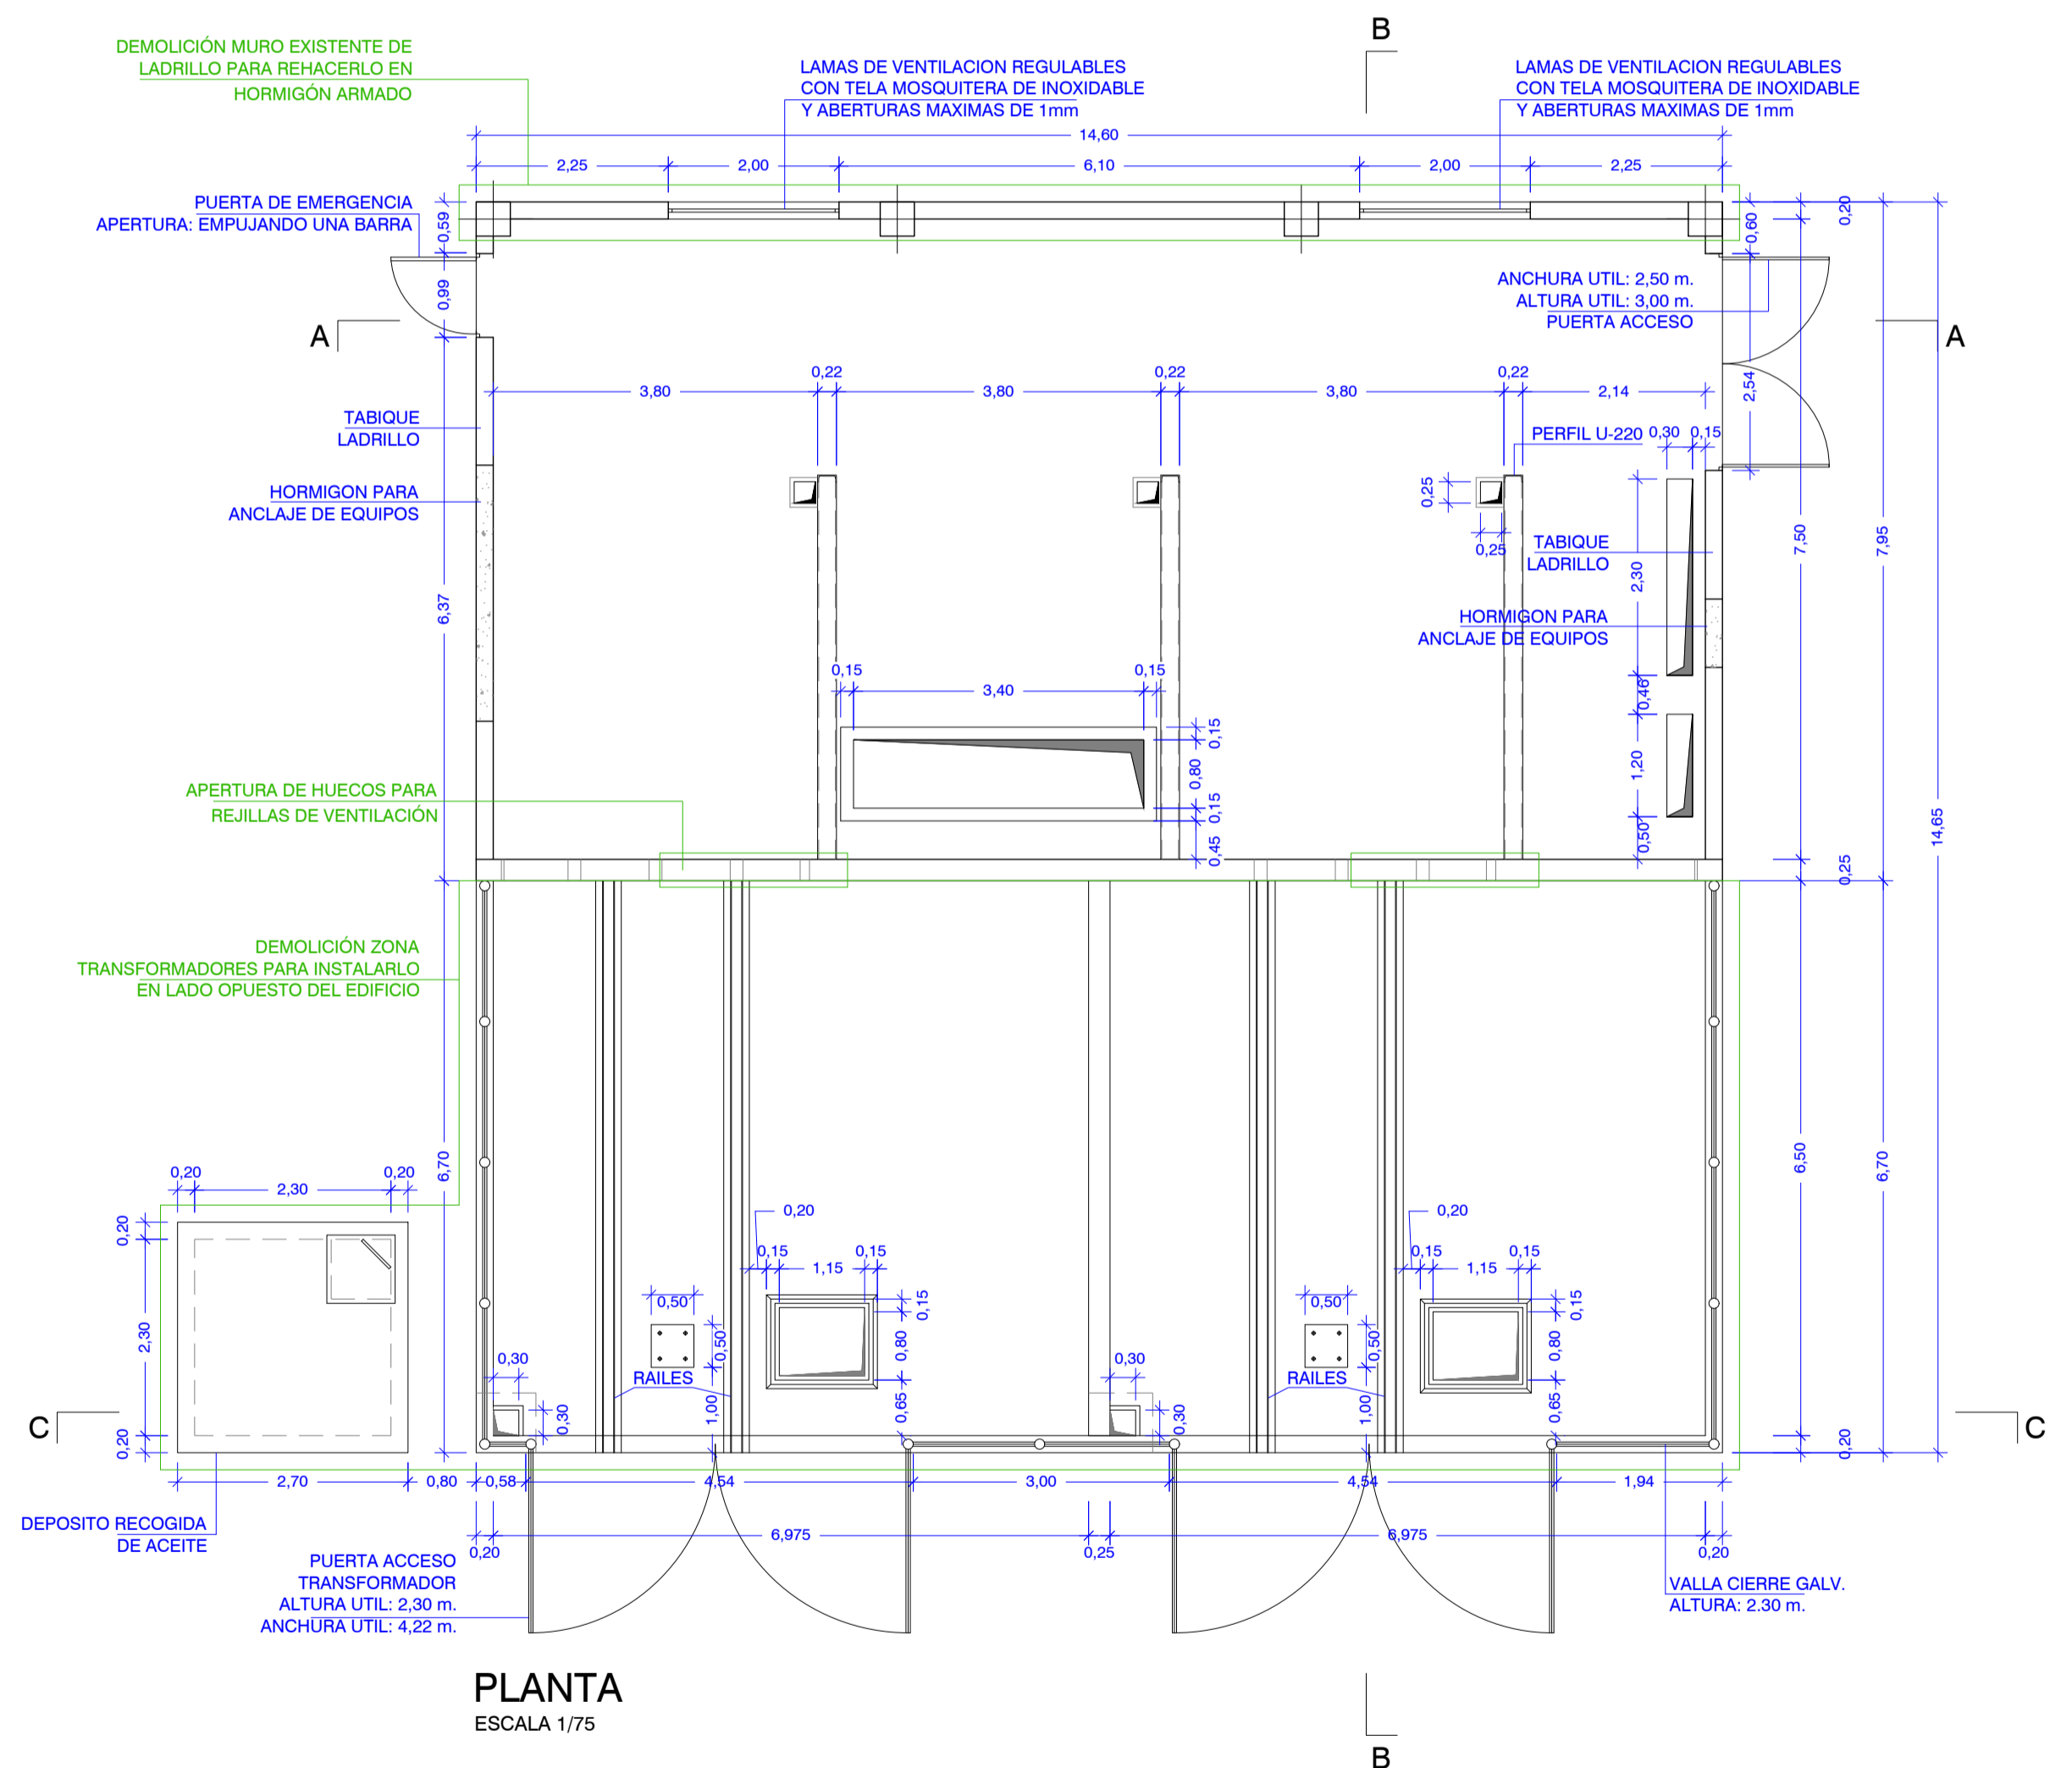 B
DEMOLICIÓN MURO EXISTENTE DE
LADRILLO PARA REHACERLO EN
HORMIGÓN ARMADO
LAMAS DE VENTILACION REGULABLES
CON TELA MOSQUITERA DE INOXIDABLE
Y ABERTURAS MAXIMAS DE 1mm
LAMAS DE VENTILACION REGULABLES
CON TELA MOSQUITERA DE INOXIDABLE
Y ABERTURAS MAXIMAS DE 1mm
14,60
2,25
2,00
6,10
2,00
2,25
PUERTA DE EMERGENCIA
APERTURA: EMPUJANDO UNA BARRA
0,59
0,99
0,60
0,20
ANCHURA UTIL: 2,50 m.
ALTURA UTIL: 3,00 m.
PUERTA ACCESO
A
A
0,22
0,22
0,22
3,80
3,80
3,80
2,14
2,54
TABIQUE
LADRILLO
PERFIL U-220
0,30
0,15
HORMIGON PARA
ANCLAJE DE EQUIPOS
0,25
0,25
TABIQUE
LADRILLO
2,30
7,50
7,95
6,37
HORMIGON PARA
ANCLAJE DE EQUIPOS
0,15
3,40
0,15
0,46
0,15
0,80
0,15
0,45
1,20
0,50
APERTURA DE HUECOS PARA
REJILLAS DE VENTILACIÓN
14,65
0,25
DEMOLICIÓN ZONA
TRANSFORMADORES PARA INSTALARLO
EN LADO OPUESTO DEL EDIFICIO
6,70
6,50
6,70
0,20
2,30
0,20
0,20
2,30
0,20
0,20
0,15
1,15
0,15
0,15
0,80
0,65
0,50
0,50
1,00
RAILES
0,30
0,30
0,20
0,15
1,15
0,15
0,15
0,80
0,65
0,50
0,50
1,00
RAILES
0,30
0,30
0,20
C
C
2,70
0,80
0,58
4,54
3,00
4,54
1,94
DEPOSITO RECOGIDA
DE ACEITE
6,975
6,975
0,20
0,25
0,20
PUERTA ACCESO
TRANSFORMADOR
ALTURA UTIL: 2,30 m.
ANCHURA UTIL: 4,22 m.
VALLA CIERRE GALV.
ALTURA: 2.30 m.
PLANTA
ESCALA 1/75
B